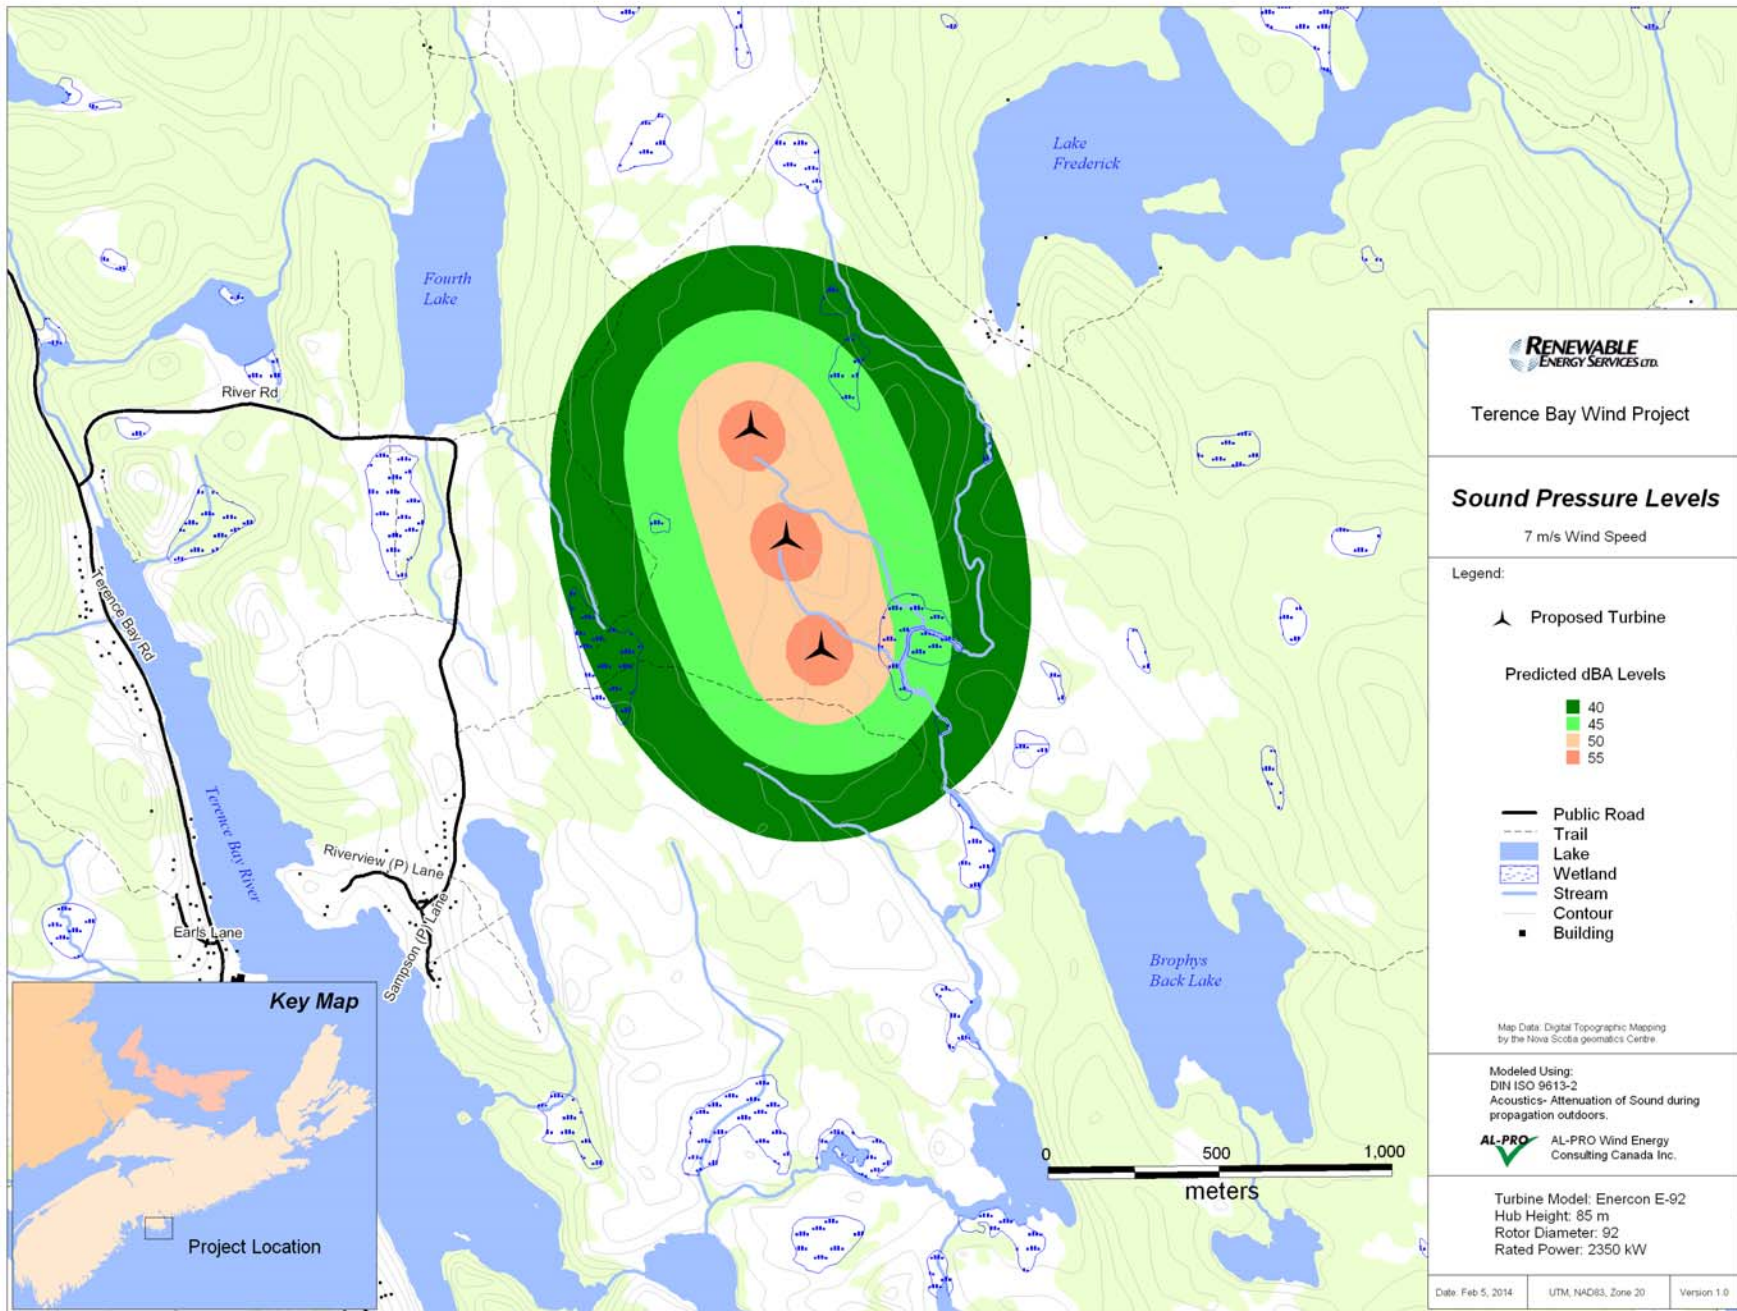 Lake
Frederick
Fourth
Lake
River Rd
Terence Bay Rd
Terence Bay River
Riverview (P) Lane
Sampson (P) Lane
Earls Lane
Brophys
Back Lake
0 500 1,000
meters
Key Map
Project Location
RENEWABLE
ENERGY SERVICES LTD.
Terence Bay Wind Project
Sound Pressure Levels
7 m/s Wind Speed
Legend:
Proposed Turbine
Predicted dBA Levels
40
45
50
55
Public Road
Trail
Lake
Wetland
Stream
Contour
Building
Map Data: Digital Topographic Mapping
by the Nova Scotia geomatics Centre.
Modeled Using:
DIN ISO 9613-2
Acoustics- Attenuation of Sound during
propagation outdoors.
AL-PRO
AL-PRO Wind Energy
Consulting Canada Inc.
Turbine Model: Enercon E-92
Hub Height: 85 m
Rotor Diameter: 92
Rated Power: 2350 kW
Date: Feb 5, 2014
UTM, NAD83, Zone 20
Version 1.0